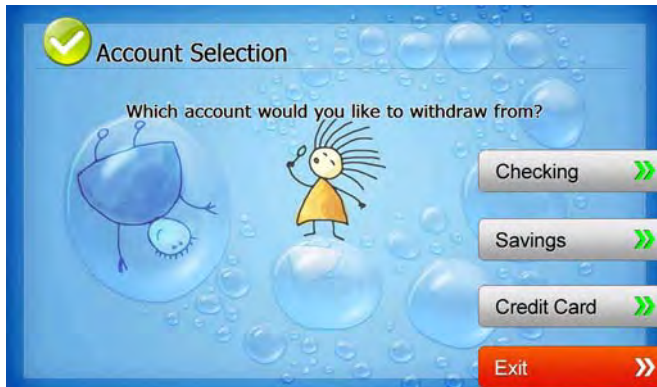 Account Selection
Which account would you like to withdraw from?
Checking
Savings
Credit Card
Exit